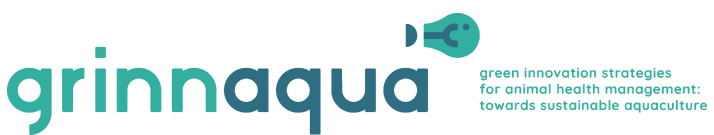 grinnaqua
green innovation strategies
for animal health management:
towards sustainable aquaculture